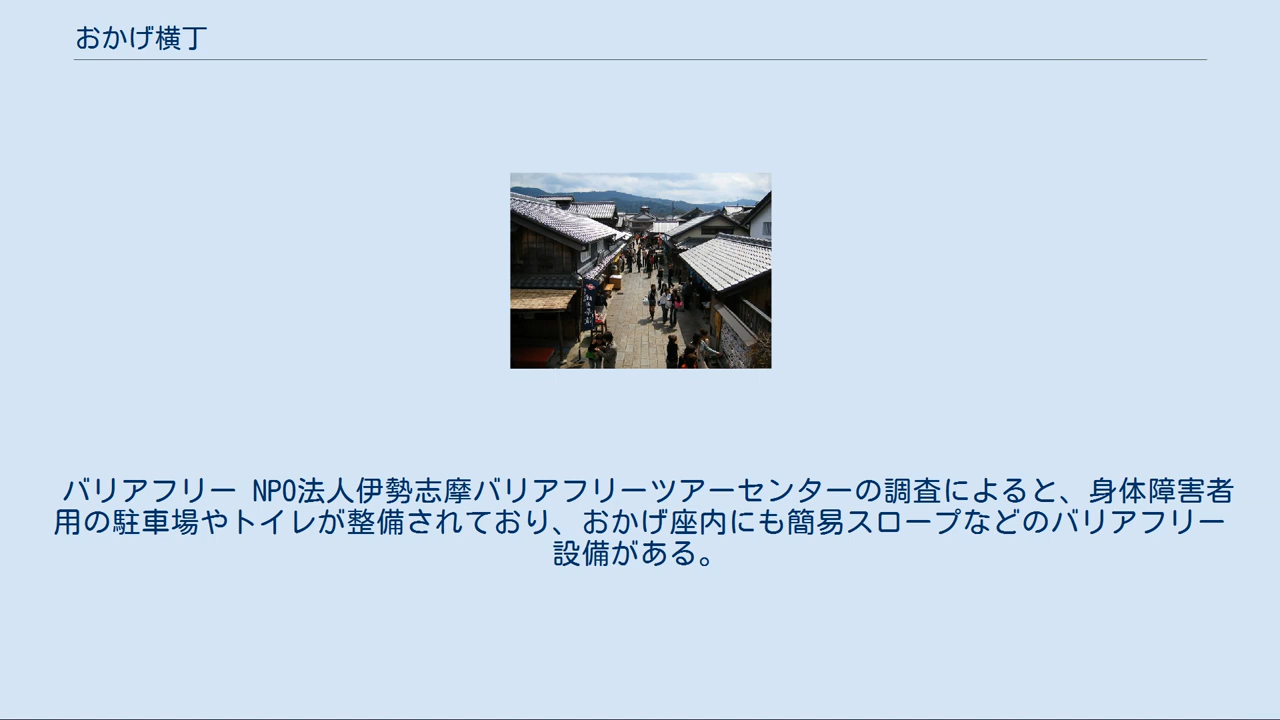 おかげ横丁
バリアフリー NPO法人伊勢志摩バリアフリーツアーセンターの調査によると、身体障害者
用の駐車場やトイレが整備されており、おかげ座内にも簡易スロープなどのバリアフリー
設備がある。